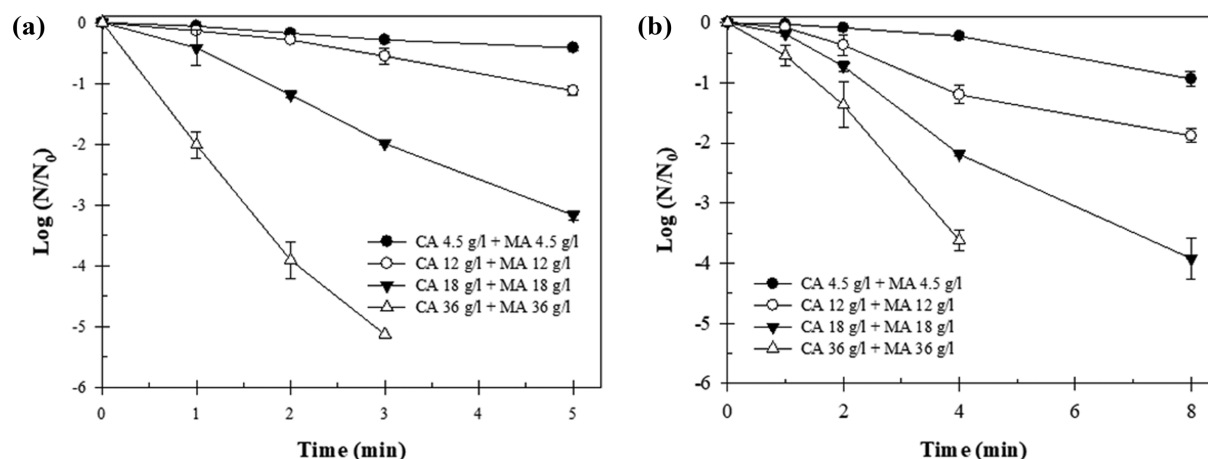 (a)
0
-1
-2
-3
-4
-5
-6
Log (N/N0)
CA 4.5 g/l + MA 4.5 g/l
CA 12 g/l + MA 12 g/l
CA 18 g/l + MA 18 g/l
CA 36 g/l + MA 36 g/l
0 1 2 3 4 5
Time (min)
(b)
0
-1
-2
-3
-4
-5
-6
Log (N/N0)
CA 4.5 g/l + MA 4.5 g/l
CA 12 g/l + MA 12 g/l
CA 18 g/l + MA 18 g/l
CA 36 g/l + MA 36 g/l
0 2 4 6 8
Time (min)